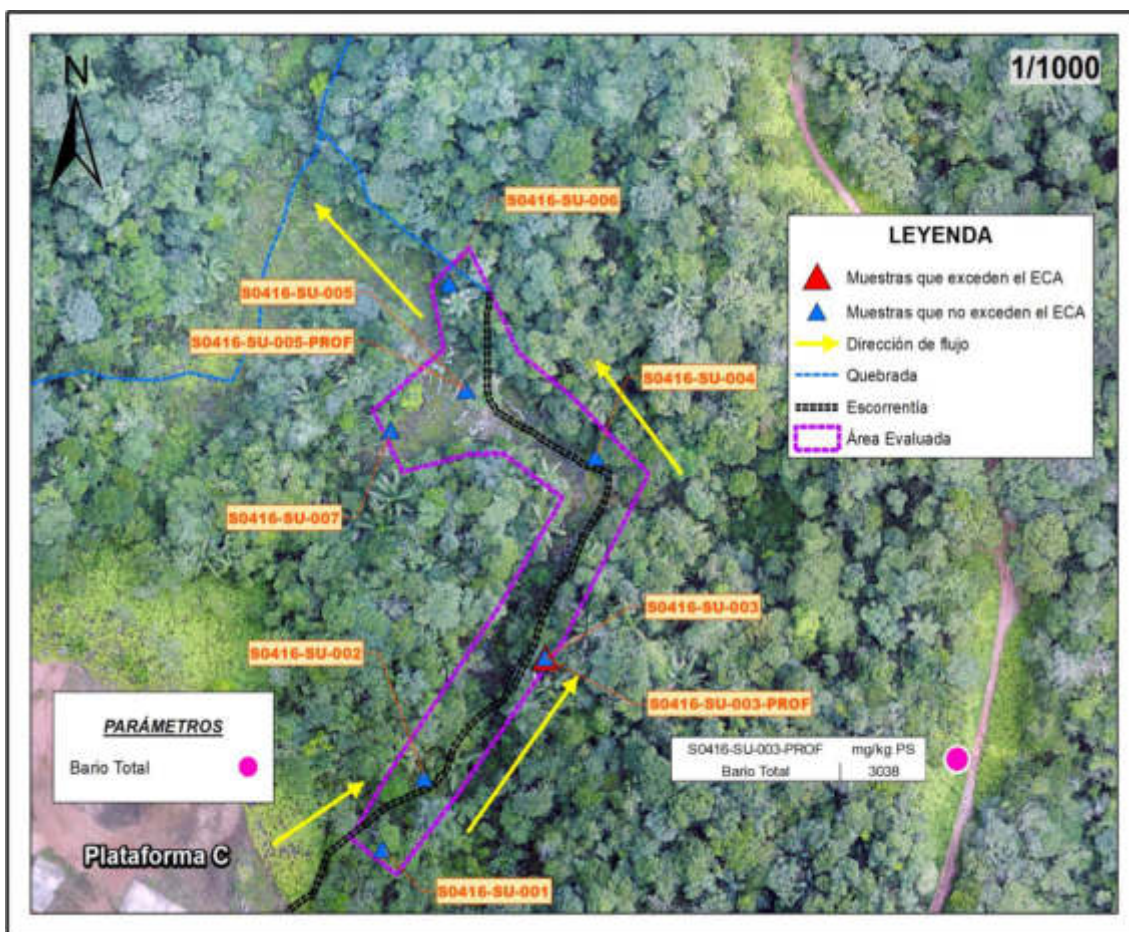 N
1/1000
S0416-SU-006
LEYENDA
Muestras que exceden el ECA
Muestras que no exceden el ECA
Dirección de flujo
Quebrada
Escorrentía
Área Evaluada
S0416-SU-005
S0416-SU-005-PROF
S0416-SU-004
S0416-SU-007
S0416-SU-003
S0416-SU-002
S0416-SU-003-PROF
PARÁMETROS
Bario Total
S0416-SU-003-PROF mg/kg PS
Bario Total 3038
Plataforma C
S0416-SU-001